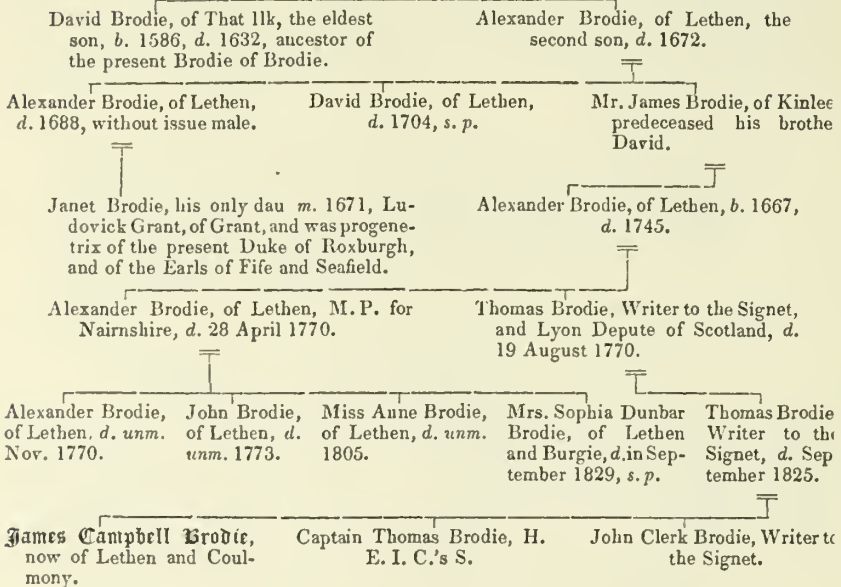 David Brodie, of That Ilk, the eldest
son, b. 1586, d. 1632, ancestor of
the present Brodie of Brodie.
Alexander Brodie, of Lethen, the
second son, d. 1672.
Alexander Brodie, of Lethen,
d. 1688, without issue male.
David Brodie, of Lethen,
d. 1704, s. p.
Mr. James Brodie, of Kinlee
predeceased his brothe
David.
Janet Brodie, his only dau m. 1671, Lu-
dovick Grant, of Grant, and was progene-
trix of the present Duke of Roxburgh,
and of the Earls of Fife and Seafield.
Alexander Brodie, of Lethen, b. 1667,
d. 1745.
Alexander Brodie, of Lethen, M.P. for
Nairnshire, d. 28 April 1770.
Thomas Brodie, Writer to the Signet,
and Lyon Depute of Scotland, d.
19 August 1770.
Alexander Brodie,
of Lethen, d. unm.
Nov. 1770.
John Brodie,
of Lethen, d.
unm. 1773.
Miss Anne Brodie,
of Lethen, d. unm.
1805.
Mrs. Sophia Dunbar
Brodie, of Lethen
and Burgie, d. in Sep-
tember 1829, s. p.
Thomas Brodie
Writer to the
Signet, d. Sep
temher 1825.
James Campbell Brodie,
now of Lethen and Coul-
mony.
Captain Thomas Brodie, H.
E. I. C.'s S.
John Clerk Brodie, Writer to
the Signet.